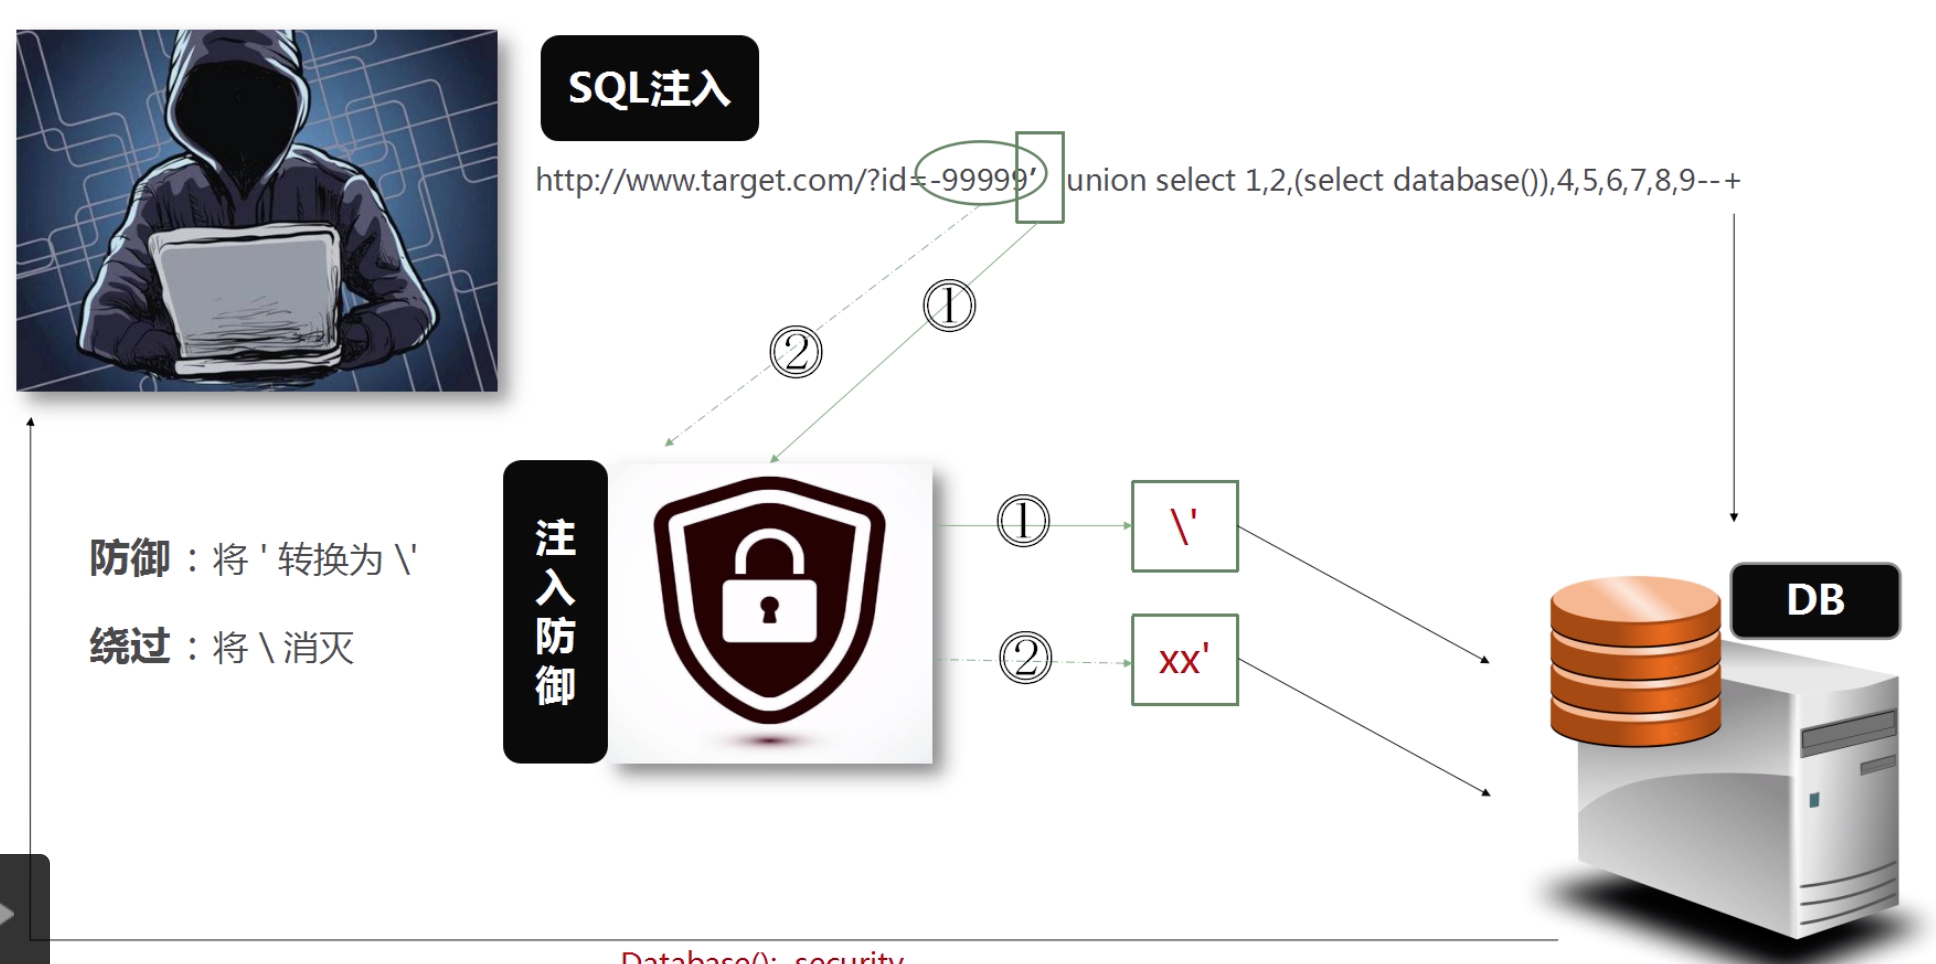 SQL注入
http://www.target.com/?id=-99999' union select 1,2,(select database()),4,5,6,7,8,9--+
①
②
注入防御
防御：将 ' 转换为 \'
绕过：将 \ 消灭
①
\'
②
xx'
DB
Database(): security